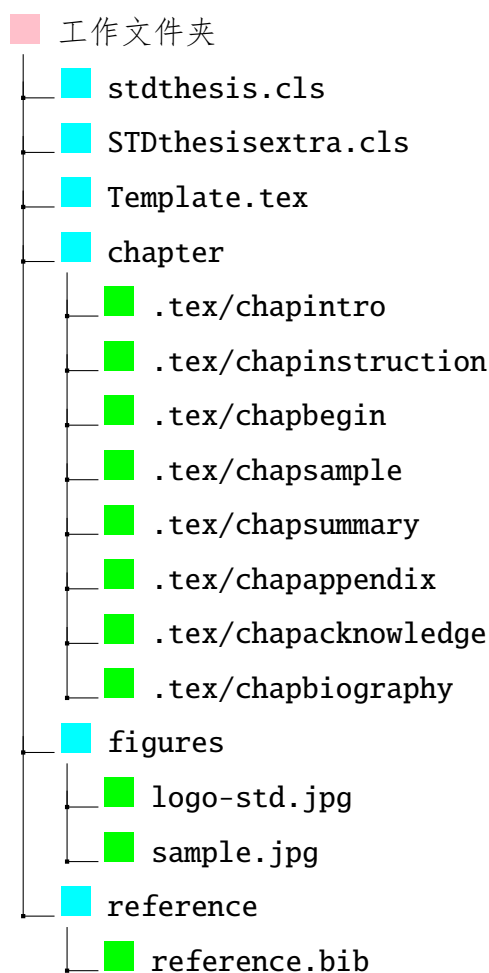 工作文件夹
stdthesis.cls
STDthesisextra.cls
Template.tex
chapter
.tex/chapintro
.tex/chapinstruction
.tex/chapbegin
.tex/chapsample
.tex/chapsummary
.tex/chapappendix
.tex/chapacknowledge
.tex/chapbiography
figures
logo-std.jpg
sample.jpg
reference
reference.bib